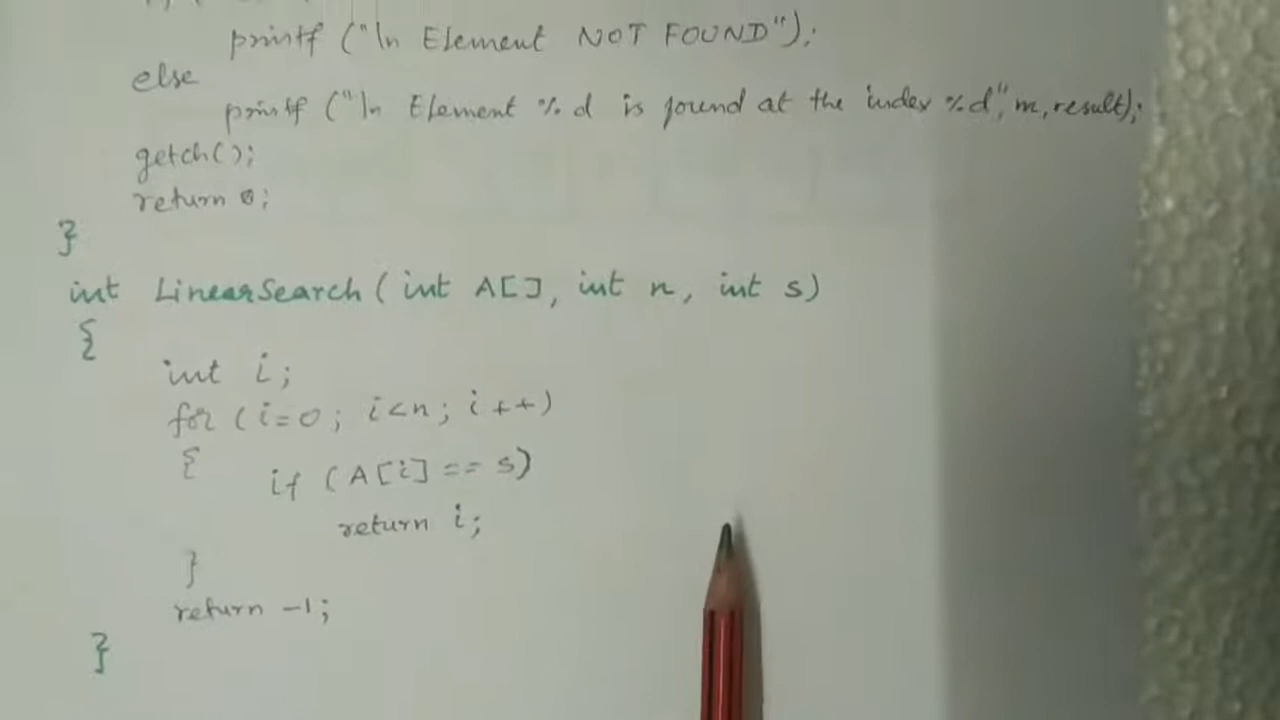 printf ("\n Element NOT FOUND");
else
printf ("\n Element %d is found at the index %d", m, result);
getch();
return 0;
}
int LinearSearch (int A[], int n, int s)
{
int i;
for (i=0; i<n; i++)
{ if (A[i] == s)
return i;
}
return -1;
}